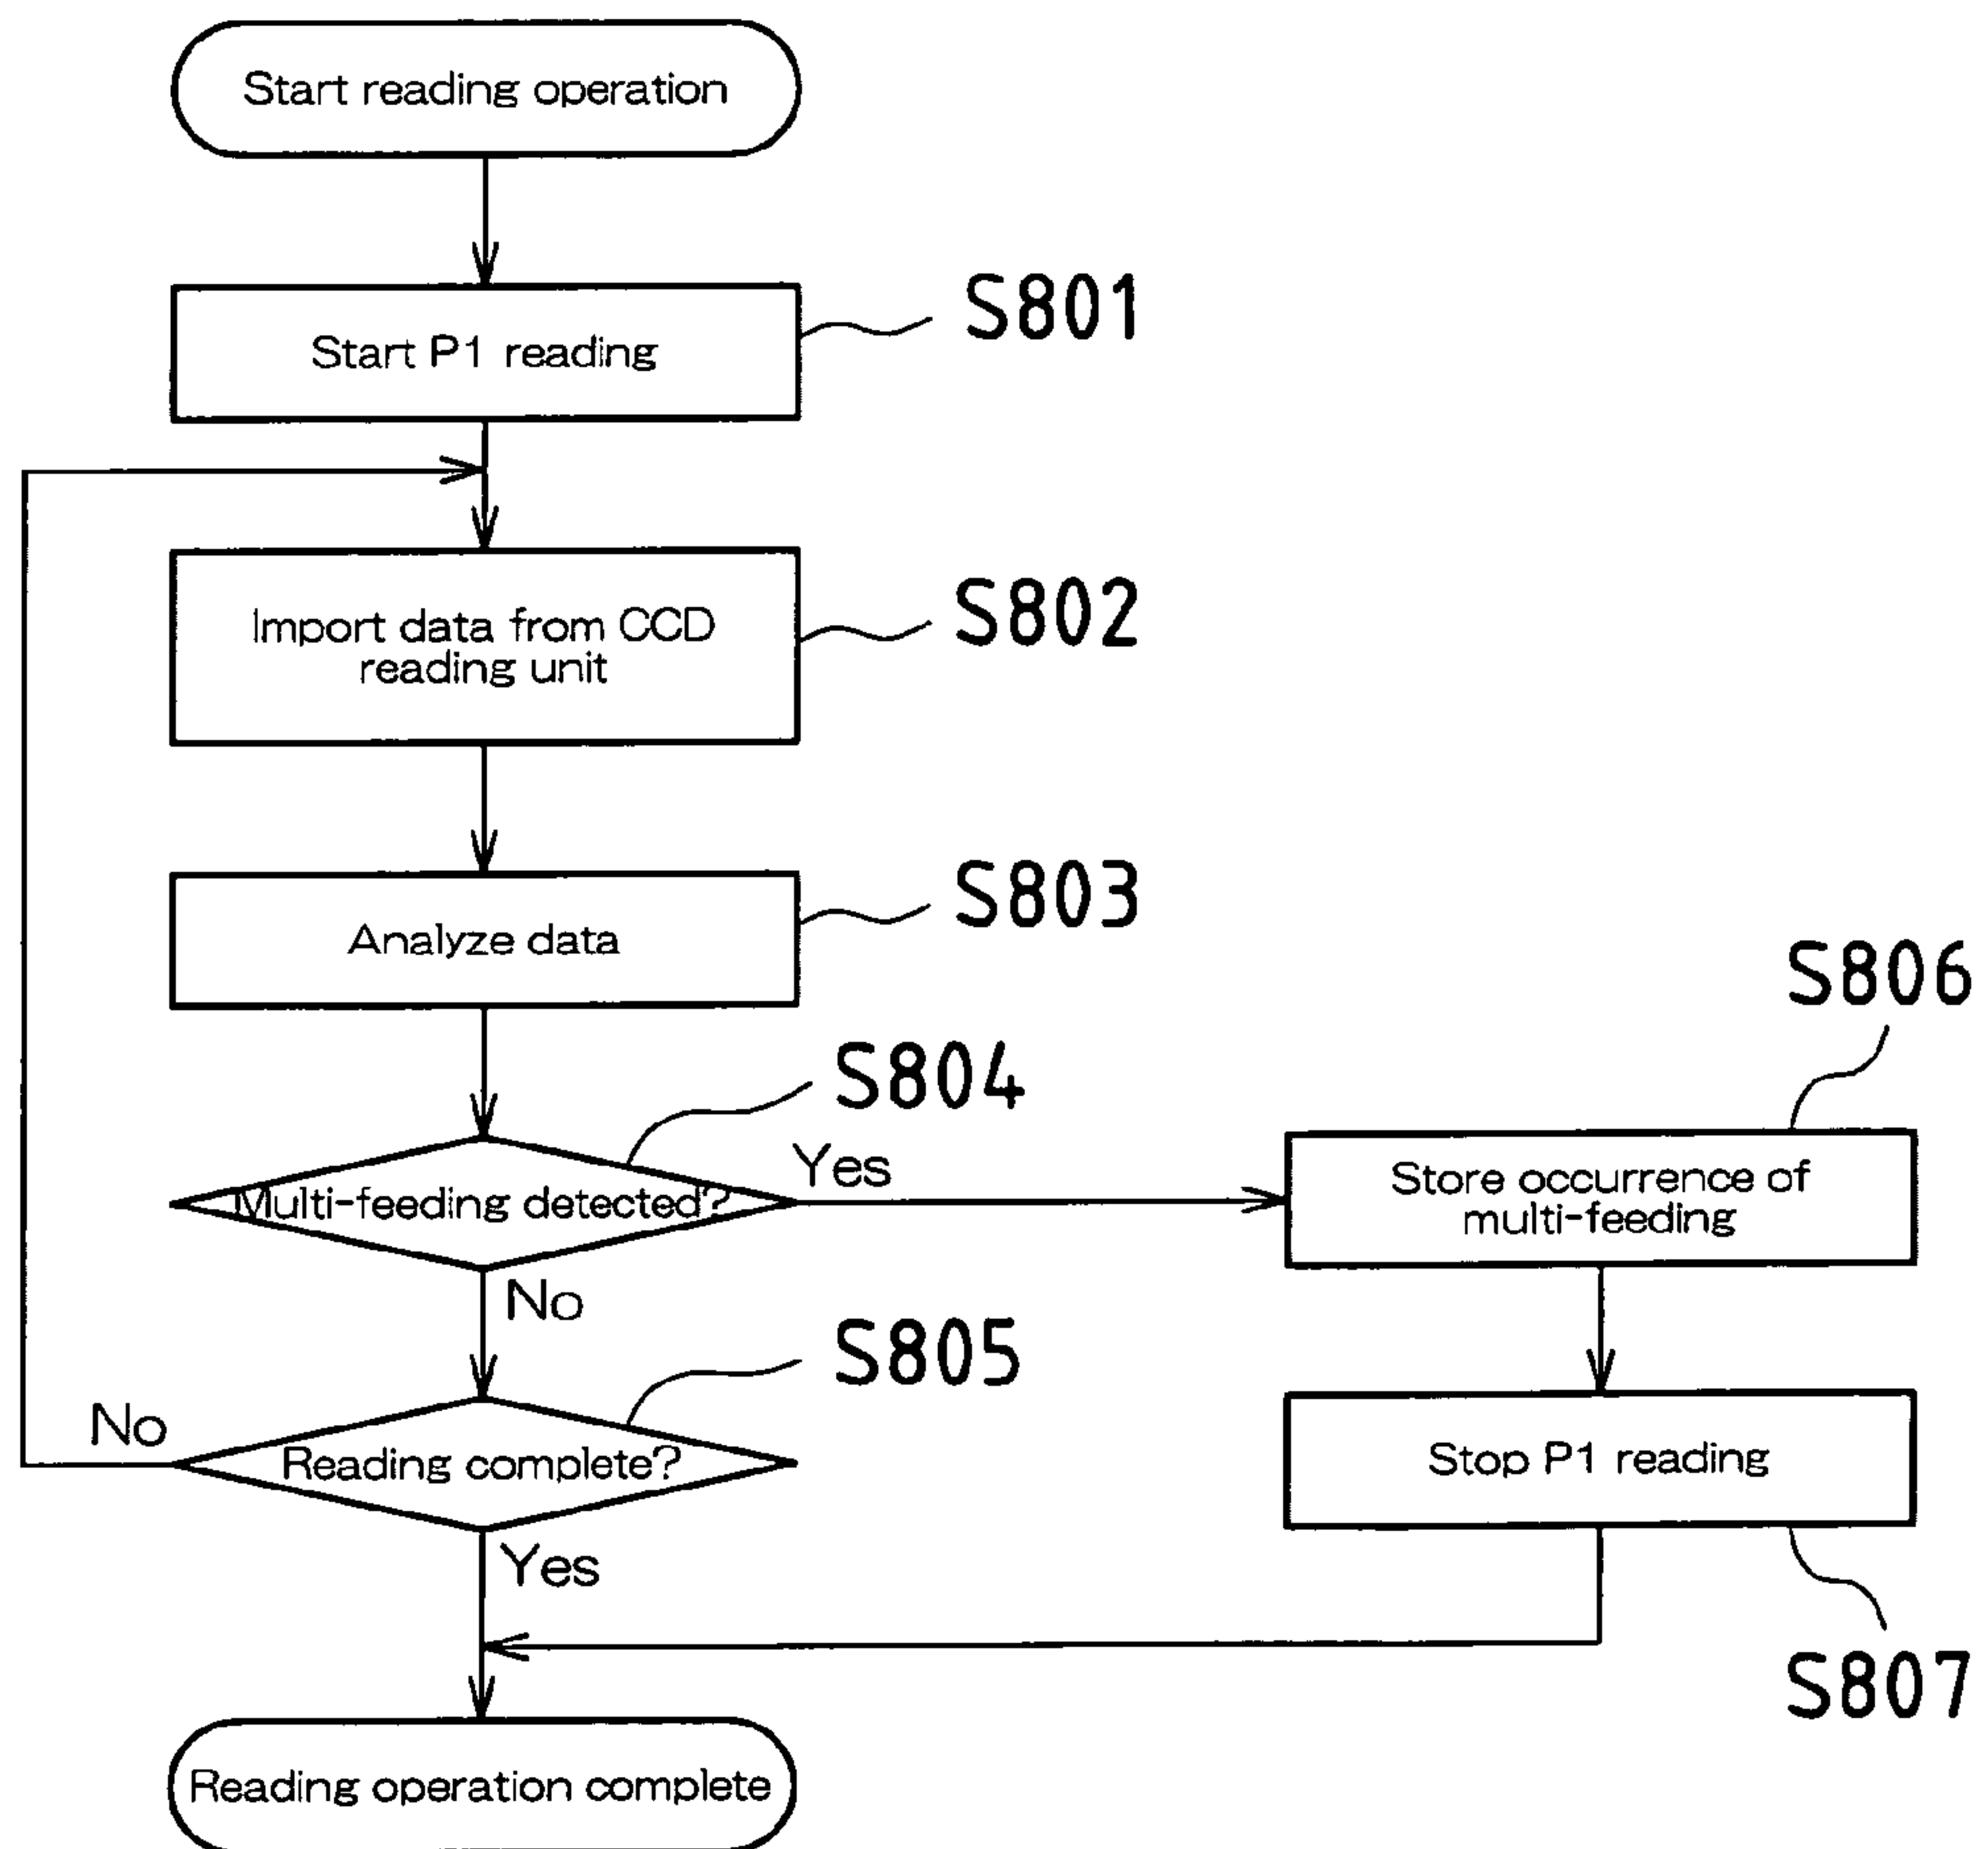 Start reading operation
Start P1 reading
S801
Import data from CCD
reading unit
S802
Analyze data
S803
S804
Multi-feeding detected?
Yes
No
S806
Store occurrence of
multi-feeding
S805
Reading complete?
No
Yes
Stop P1 reading
S807
Reading operation complete